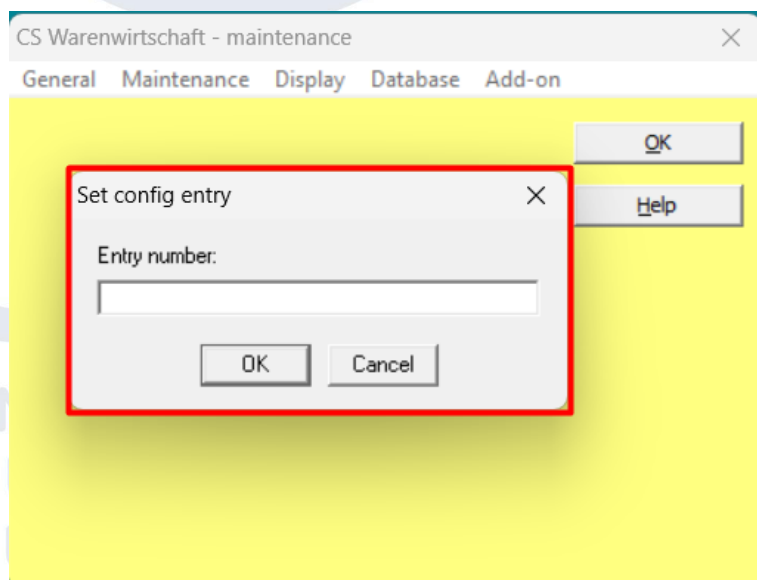 CS Warenwirtschaft - maintenance
General Maintenance Display Database Add-on
OK
Set config entry
Help
Entry number:
OK Cancel